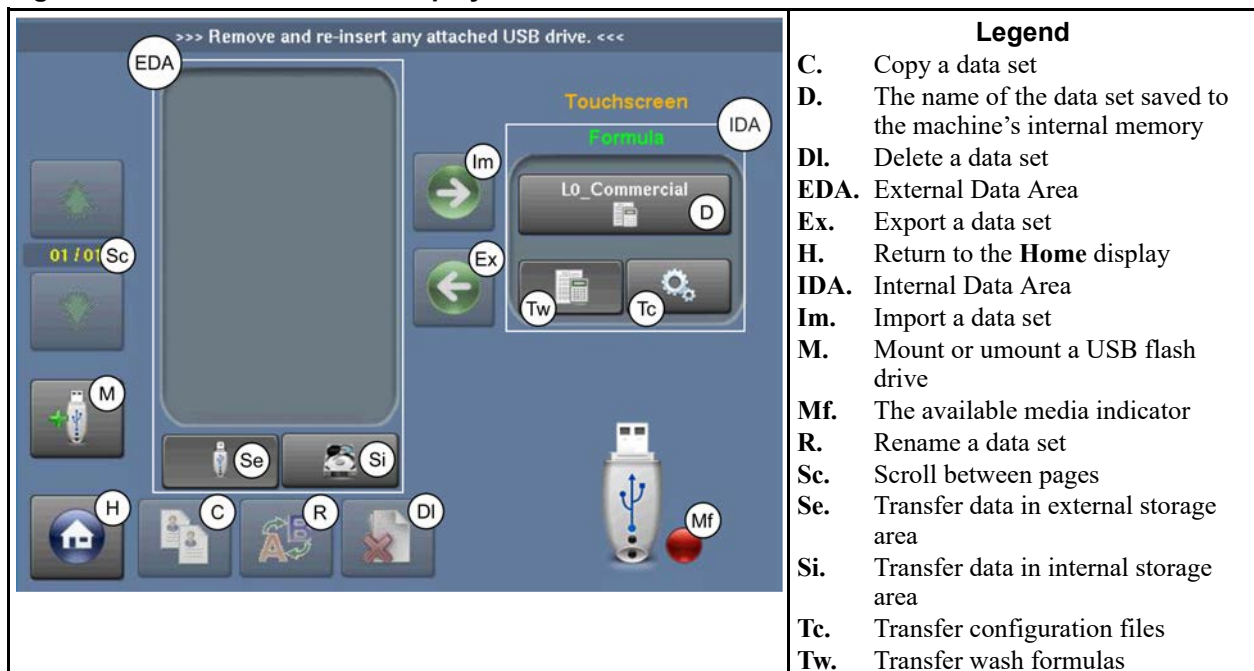 >>> Remove and re-insert any attached USB drive. <<<
EDA
Touchscreen
IDA
Formula
Im
L0_Commercial
D
01 / 01
Sc
Ex
Tw
Tc
M
Se
Si
H
C
R
Dl
Mf
A
B
Legend
C. Copy a data set
D. The name of the data set saved to
the machine's internal memory
Dl. Delete a data set
EDA. External Data Area
Ex. Export a data set
H. Return to the Home display
IDA. Internal Data Area
Im. Import a data set
M. Mount or umount a USB flash
drive
Mf. The available media indicator
R. Rename a data set
Sc. Scroll between pages
Se. Transfer data in external storage
area
Si. Transfer data in internal storage
area
Tc. Transfer configuration files
Tw. Transfer wash formulas